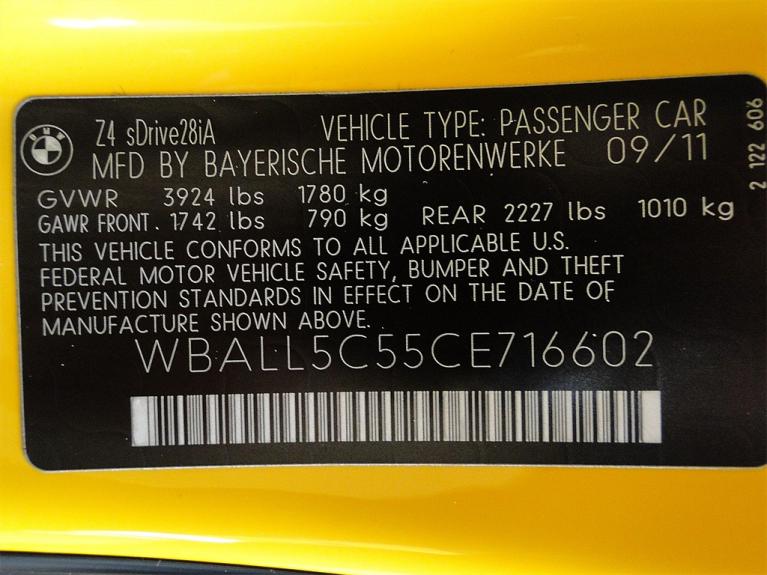 BMW
Z4 sDrive28iA VEHICLE TYPE: PASSENGER CAR
MFD BY BAYERISCHE MOTORENWERKE 09/11
GVWR 3924 lbs 1780 kg
GAWR FRONT. 1742 lbs 790 kg REAR 2227 lbs 1010 kg
THIS VEHICLE CONFORMS TO ALL APPLICABLE U.S.
FEDERAL MOTOR VEHICLE SAFETY, BUMPER AND THEFT
PREVENTION STANDARDS IN EFFECT ON THE DATE OF
MANUFACTURE SHOWN ABOVE.
WBALL5C55CE716602
2 122 606